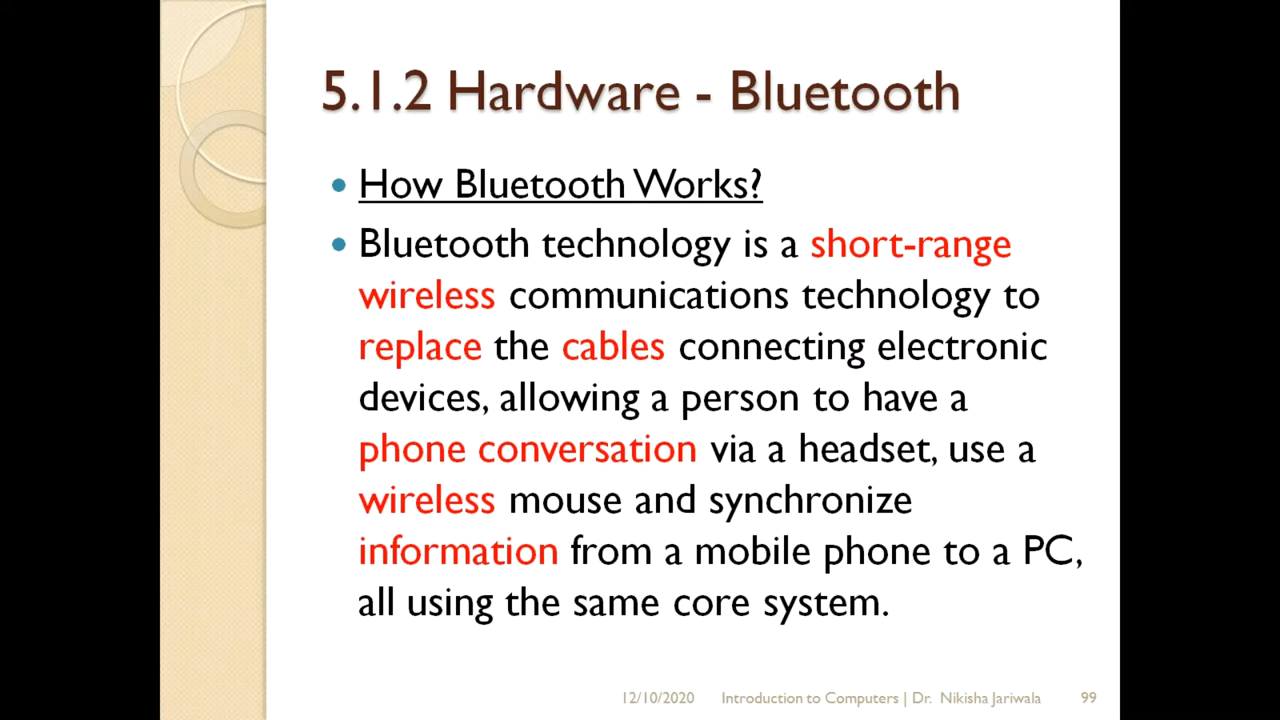 5.1.2 Hardware - Bluetooth
• How Bluetooth Works?
• Bluetooth technology is a short-range
wireless communications technology to
replace the cables connecting electronic
devices, allowing a person to have a
phone conversation via a headset, use a
wireless mouse and synchronize
information from a mobile phone to a PC,
all using the same core system.
12/10/2020 Introduction to Computers | Dr. Nikisha Jariwala 99